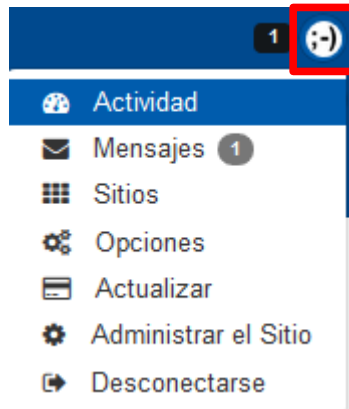 1 ;-)
Actividad
Mensajes 1
Sitios
Opciones
Actualizar
Administrar el Sitio
Desconectarse